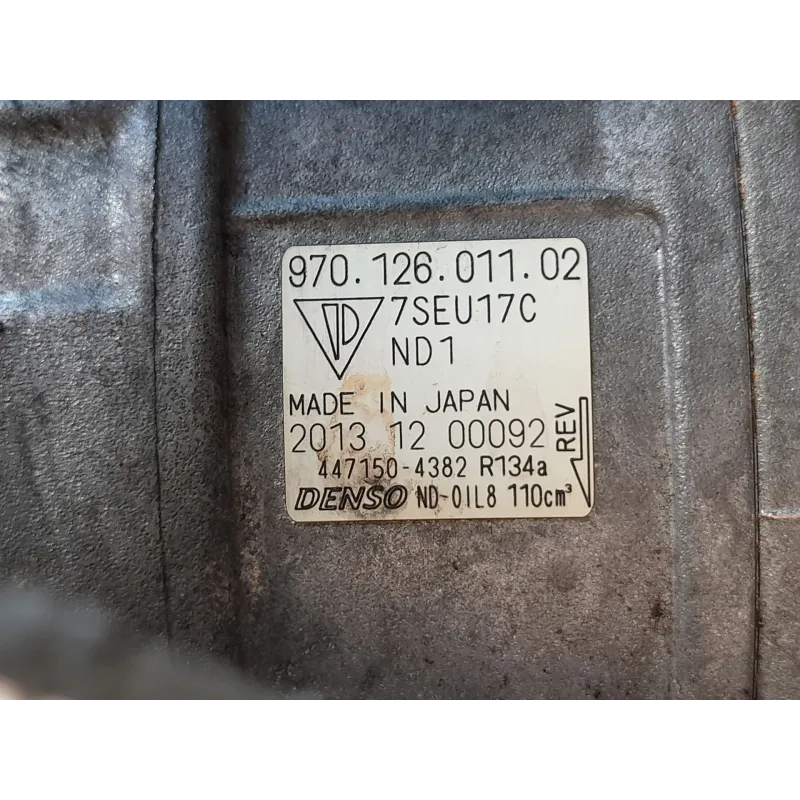 970.126.011.02
7SEU17C
ND1
MADE IN JAPAN
2013 12 00092
REV
447150-4382 R134a
DENSO ND-OIL8 110cm³